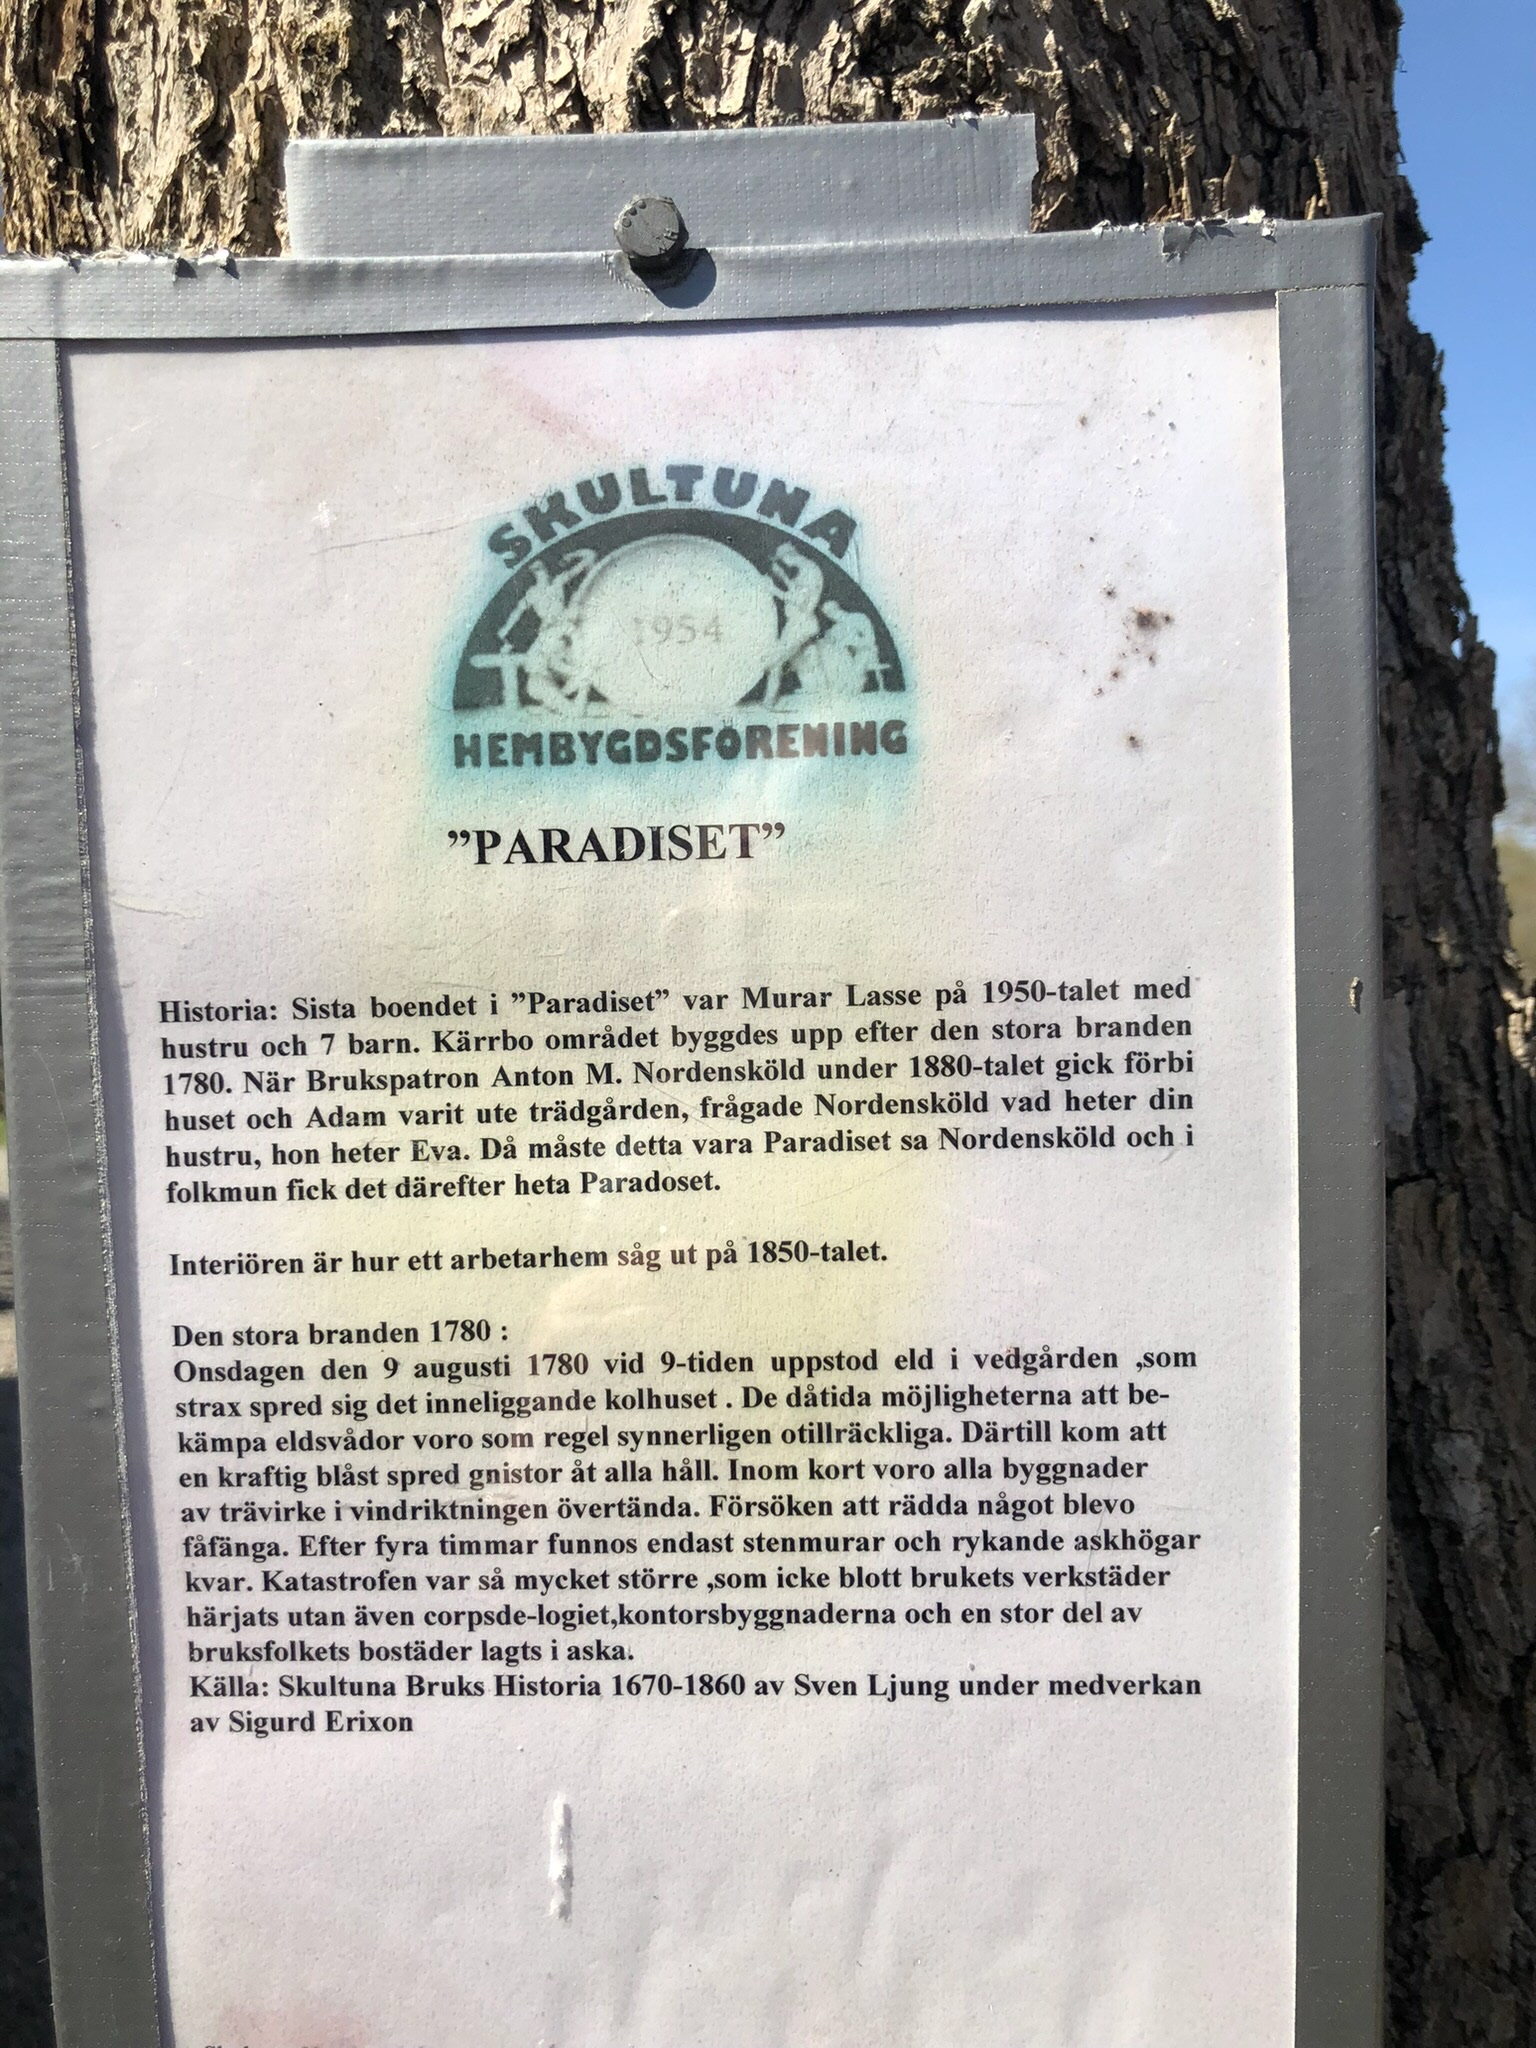 SKULTUNA
1954
HEMBYGDSFÖRENING
”PARADISET”
Historia: Sista boendet i ”Paradiset” var Murar Lasse på 1950-talet med
hustru och 7 barn. Kärrbo området byggdes upp efter den stora branden
1780. När Brukspatron Anton M. Nordensköld under 1880-talet gick förbi
huset och Adam varit ute trädgården, frågade Nordensköld vad heter din
hustru, hon heter Eva. Då måste detta vara Paradiset sa Nordensköld och i
folkmun fick det därefter heta Paradoset.
Interiören är hur ett arbetarhem såg ut på 1850-talet.
Den stora branden 1780 :
Onsdagen den 9 augusti 1780 vid 9-tiden uppstod eld i vedgården ,som
strax spred sig det inneliggande kolhuset . De dåtida möjligheterna att be-
kämpa eldsvådor voro som regel synnerligen otillräckliga. Därtill kom att
en kraftig blåst spred gnistor åt alla håll. Inom kort voro alla byggnader
av trävirke i vindriktningen övertända. Försöken att rädda något blevo
fåfänga. Efter fyra timmar funnos endast stenmurar och rykande askhögar
kvar. Katastrofen var så mycket större ,som icke blott brukets verkstäder
härjats utan även corpsde-logiet,kontorsbyggnaderna och en stor del av
bruksfolkets bostäder lagts i aska.
Källa: Skultuna Bruks Historia 1670-1860 av Sven Ljung under medverkan
av Sigurd Erixon